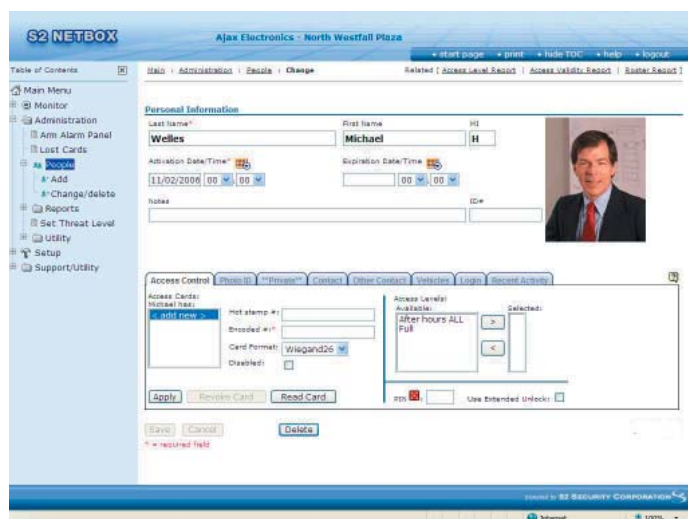 S2 NETBOX
Ajax Electronics - North Westfall Plaza
+ start page + print + hide TOC + help + logout
Table of Contents
Main : Administration : People : Change
Related [ Access Level Report | Access Validity Report | Roster Report ]
Main Menu
Monitor
Administration
Arm Alarm Panel
Lost Cards
People
Add
Change/delete
Reports
Set Threat Level
Utility
Setup
Support/Utility
Personal Information
Last Name* First Name MI
Welles Michael H
Activation Date/Time* Expiration Date/Time
11/02/2006 00 : 00 00 : 00
Notes ID#
Access Control Photo ID **Private** Contact Other Contact Vehicles Login Recent Activity
Access Cards:
Michael has:
< add new >
Hot stamp #:
Encoded #:*
Card Format: Wiegand26
Disabled:
Apply Revoke Card Read Card
Access Levels:
Available: Selected:
After hours ALL
Full
>
<
PIN : Use Extended Unlock:
Save Cancel Delete
* = required field
powered by S2 SECURITY CORPORATION
Internet 100%